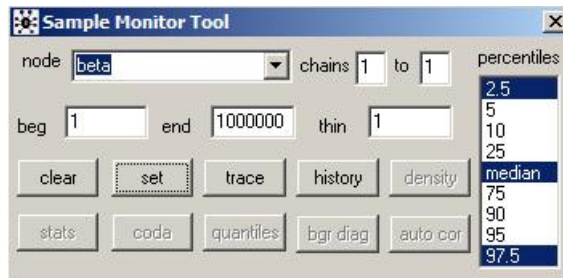 Sample Monitor Tool
node beta chains 1 to 1 percentiles
beg 1 end 1000000 thin 1
2.5
5
10
25
median
75
90
95
97.5
clear set trace history density
stats coda quantiles bgr diag auto cor